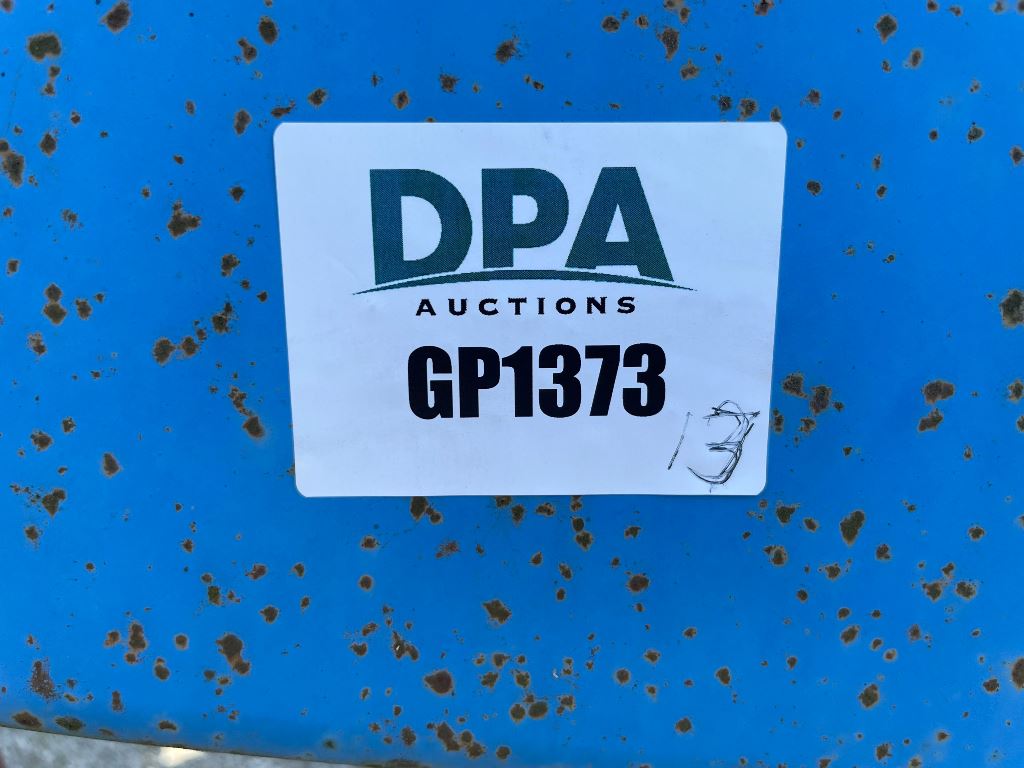 DPA
AUCTIONS
GP1373
13